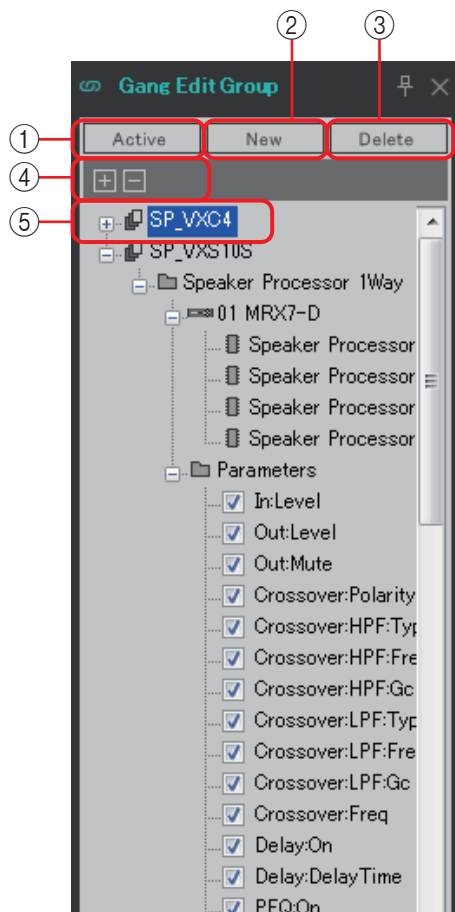 ② ③
Gang Edit Group
① Active New Delete
④
⑤ SP_VXC4
SP_VXS10S
Speaker Processor 1Way
01 MRX7-D
Speaker Processor
Speaker Processor
Speaker Processor
Speaker Processor
Parameters
In:Level
Out:Level
Out:Mute
Crossover:Polarity
Crossover:HPF:Typ
Crossover:HPF:Fre
Crossover:HPF:Gc
Crossover:LPF:Typ
Crossover:LPF:Fre
Crossover:LPF:Gc
Crossover:Freq
Delay:On
Delay:DelayTime
PEQ:On